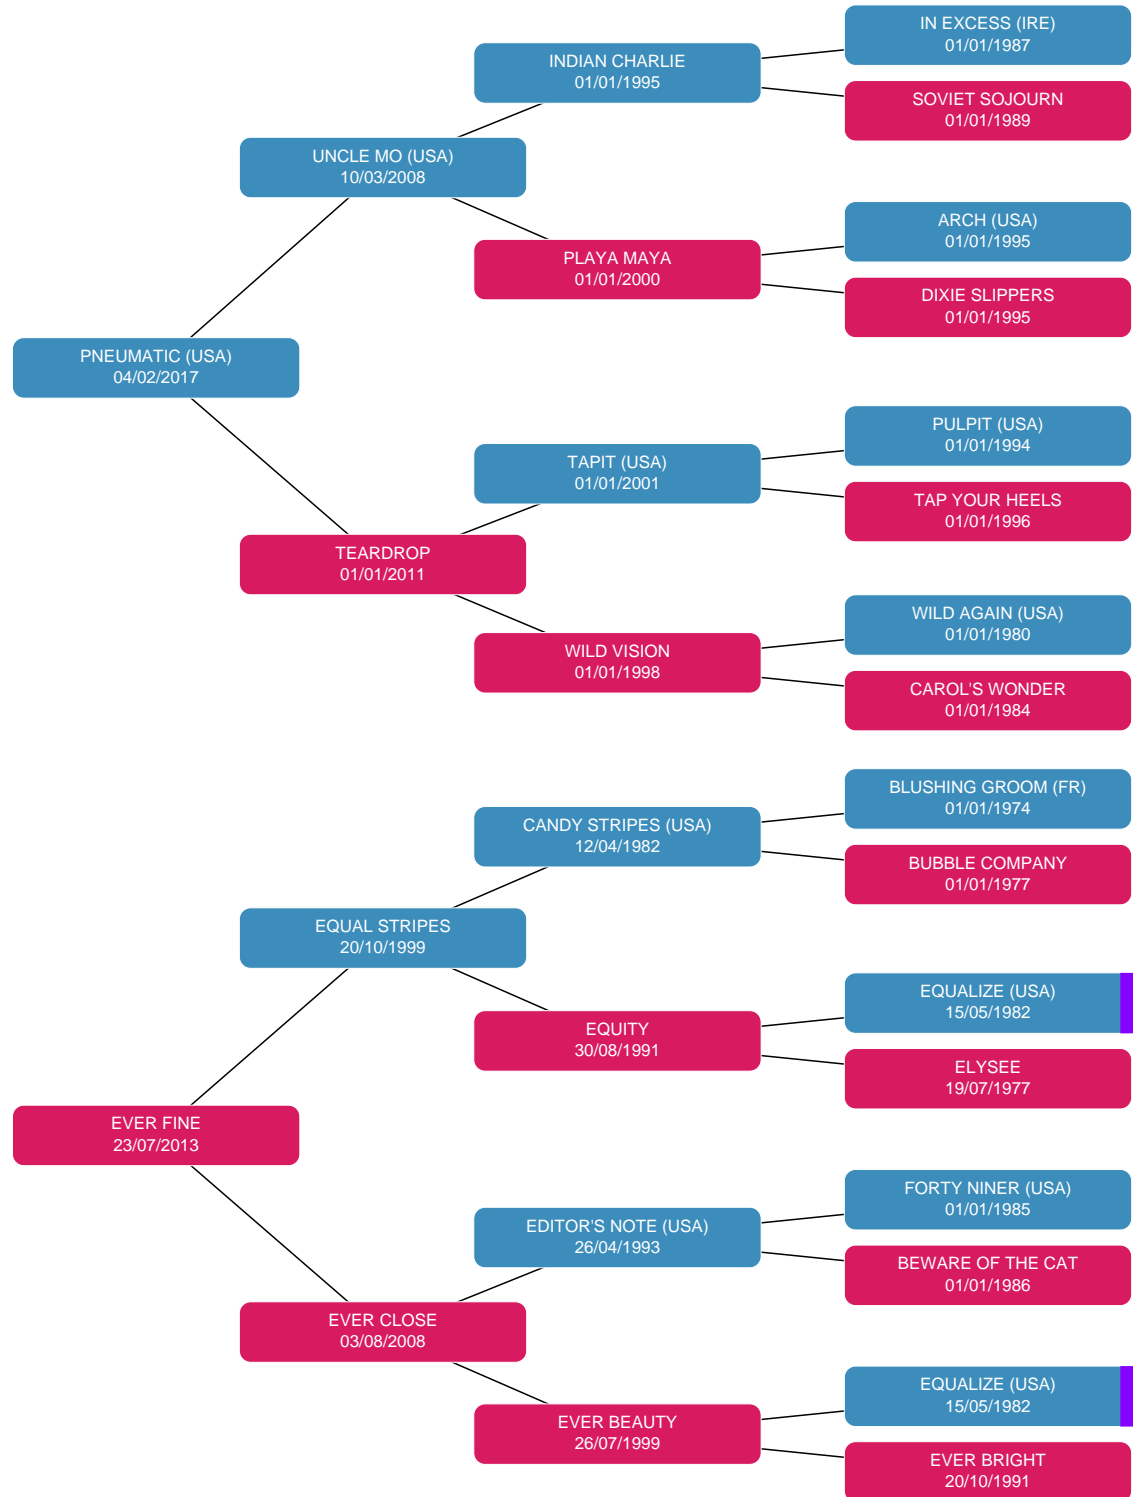 IN EXCESS (IRE)
01/01/1987
INDIAN CHARLIE
01/01/1995
SOVIET SOJOURN
01/01/1989
UNCLE MO (USA)
10/03/2008
ARCH (USA)
01/01/1995
PLAYA MAYA
01/01/2000
DIXIE SLIPPERS
01/01/1995
PNEUMATIC (USA)
04/02/2017
PULPIT (USA)
01/01/1994
TAPIT (USA)
01/01/2001
TAP YOUR HEELS
01/01/1996
TEARDROP
01/01/2011
WILD AGAIN (USA)
01/01/1980
WILD VISION
01/01/1998
CAROL'S WONDER
01/01/1984
BLUSHING GROOM (FR)
01/01/1974
CANDY STRIPES (USA)
12/04/1982
BUBBLE COMPANY
01/01/1977
EQUAL STRIPES
20/10/1999
EQUALIZE (USA)
15/05/1982
EQUITY
30/08/1991
ELYSEE
19/07/1977
EVER FINE
23/07/2013
FORTY NINER (USA)
01/01/1985
EDITOR'S NOTE (USA)
26/04/1993
BEWARE OF THE CAT
01/01/1986
EVER CLOSE
03/08/2008
EQUALIZE (USA)
15/05/1982
EVER BEAUTY
26/07/1999
EVER BRIGHT
20/10/1991